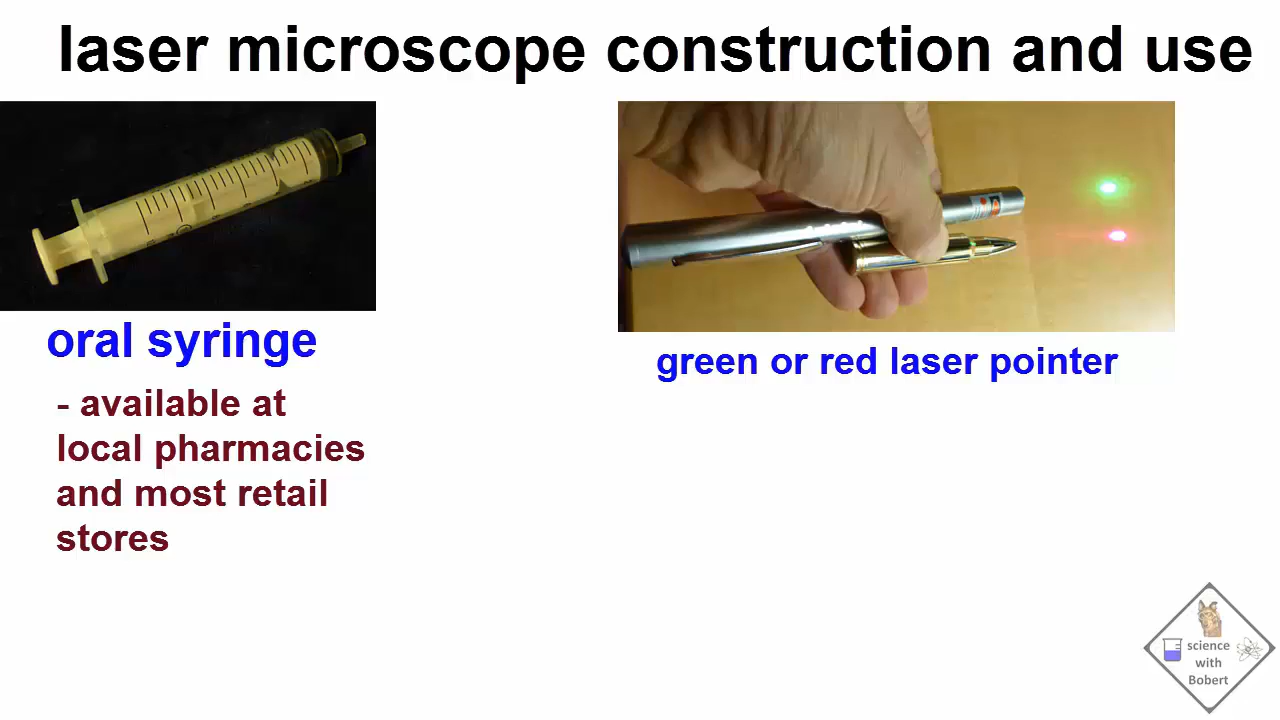 laser microscope construction and use
oral syringe
- available at
local pharmacies
and most retail
stores
green or red laser pointer
science
with
Bobert